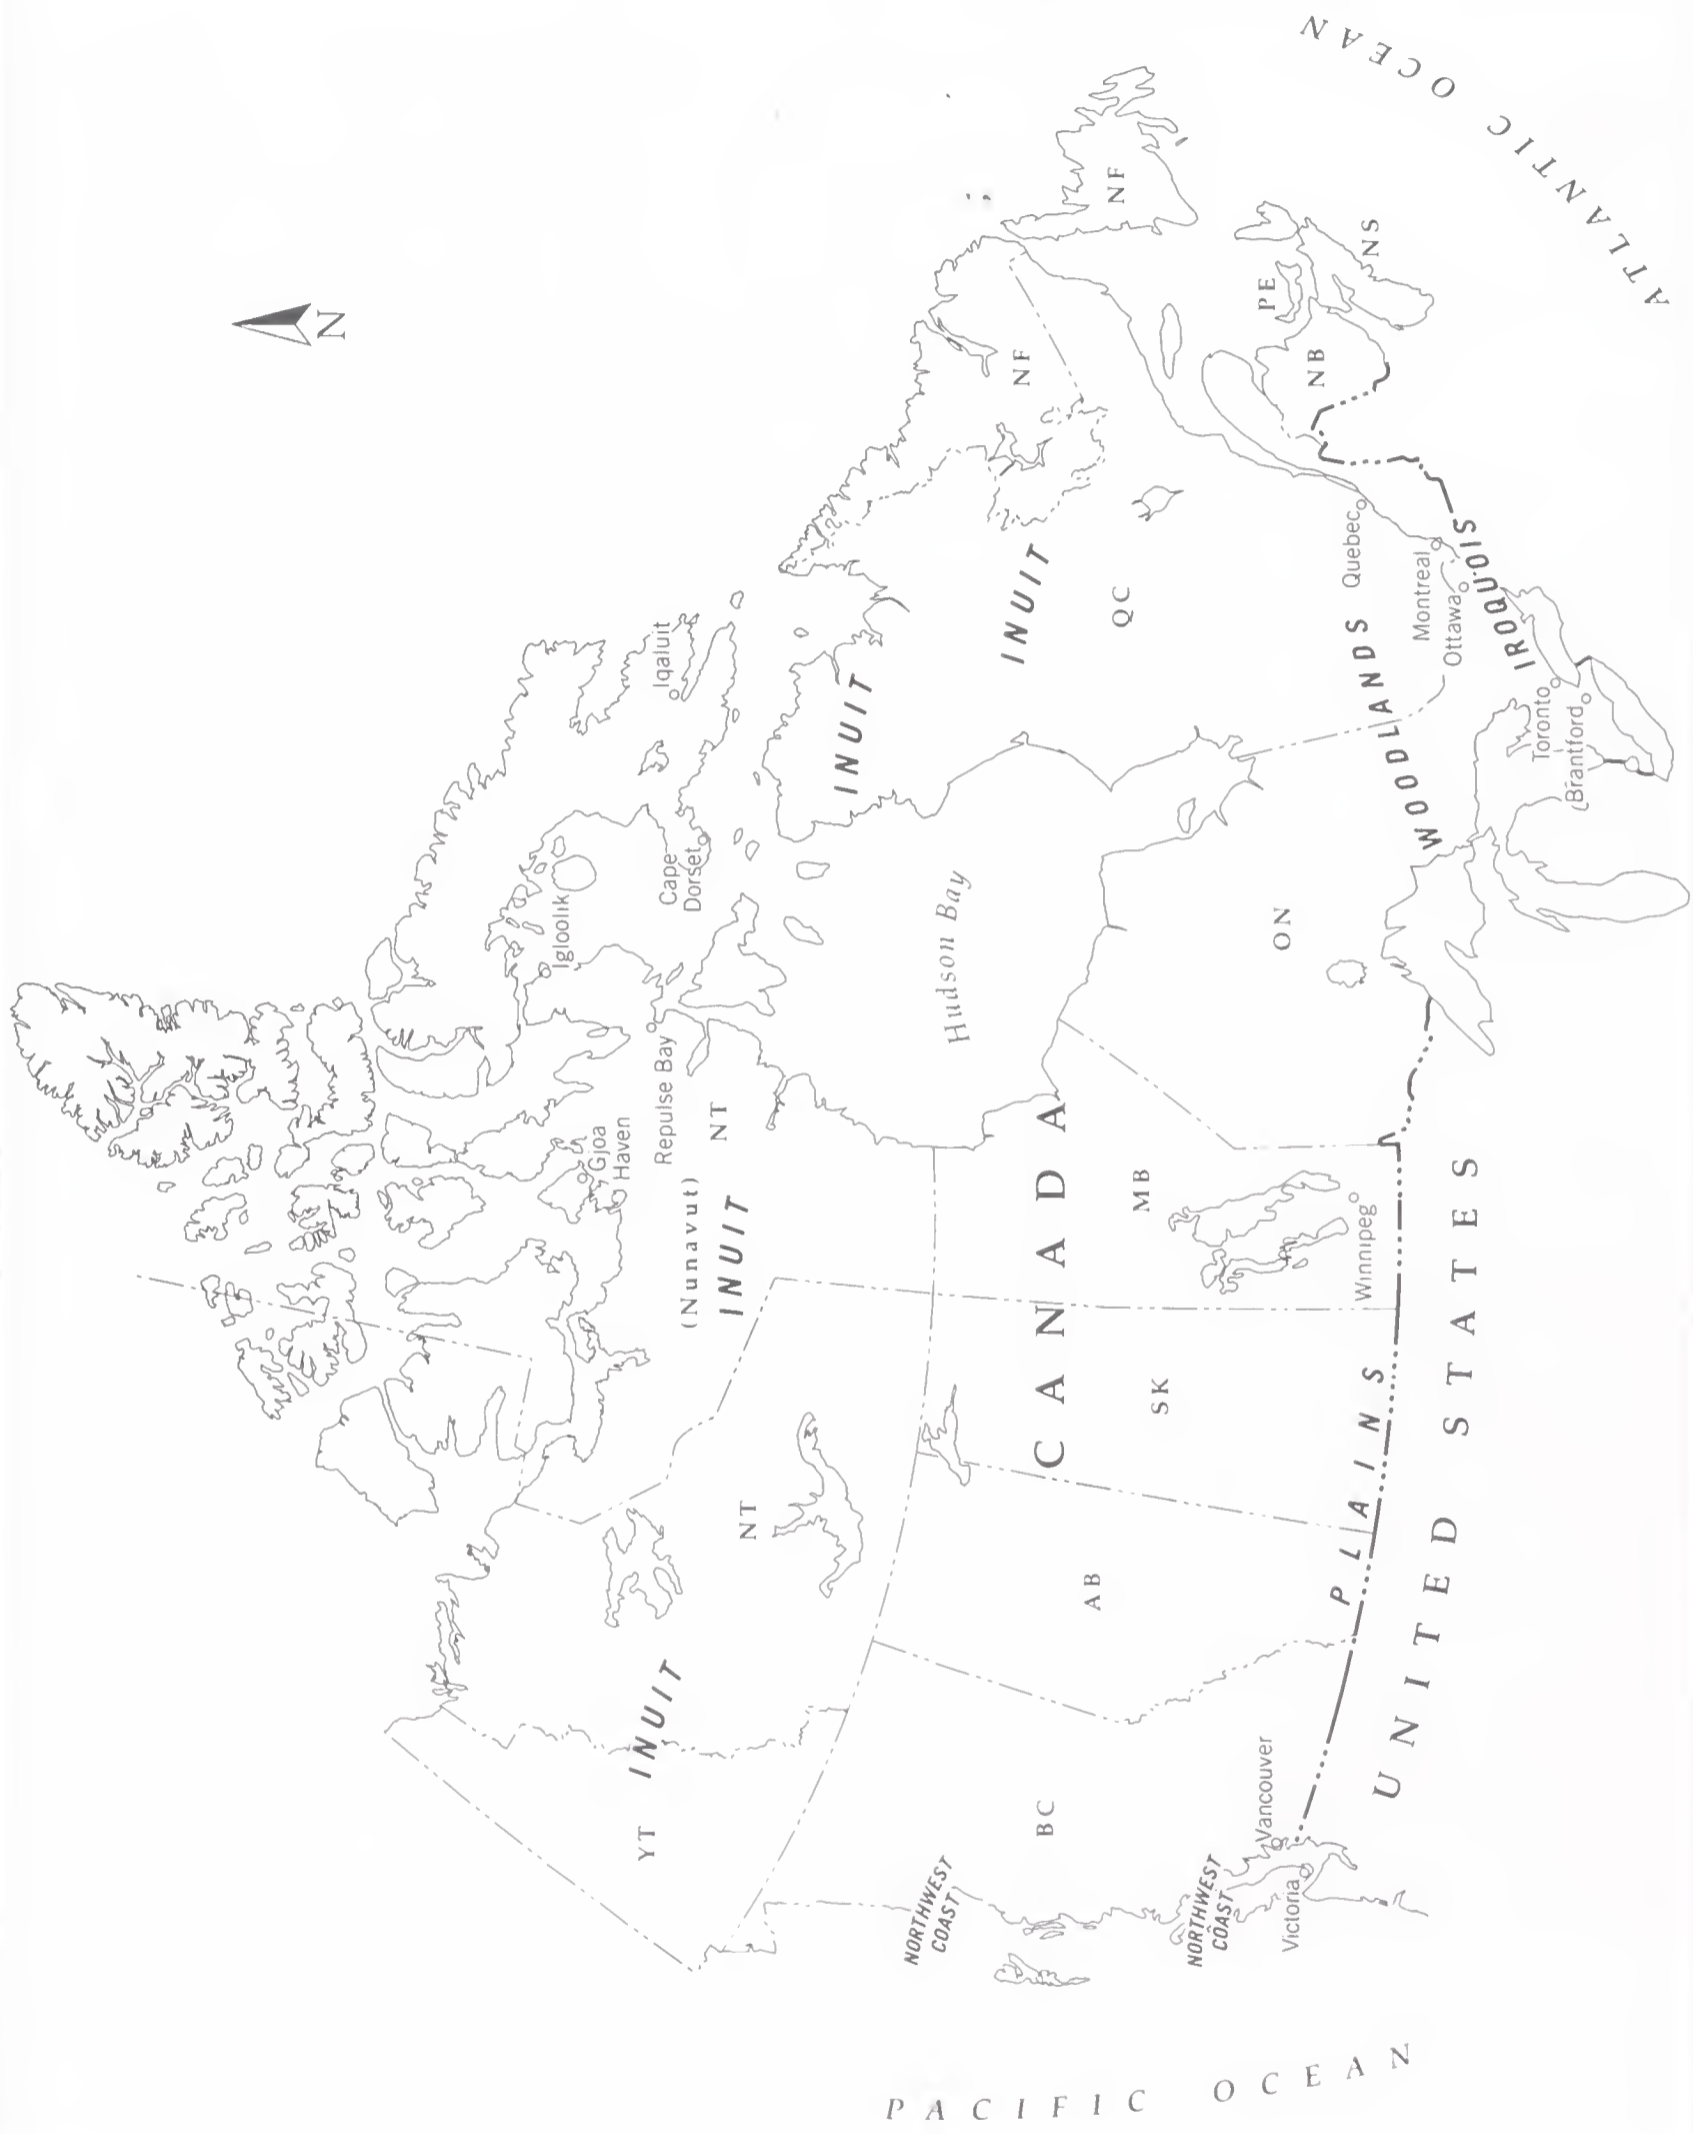 N
Iqaluit
Igloolik
Cape
Dorset
Repulse Bay
Gjoa
Haven
NT
(Nunavut)
INUIT
NT
YT
INUIT
INUIT
INUIT
NF
NF
QC
Hudson Bay
CANADA
BC
AB
SK
MB
ON
NORTHWEST
COAST
NORTHWEST
COAST
Vancouver
Victoria
Winnipeg
PLAINS
WOODLANDS
Quebec
Montreal
Ottawa
IROQUOIS
Toronto
Brantford
PE
NB
NS
UNITED STATES
PACIFIC OCEAN
ATLANTIC OCEAN